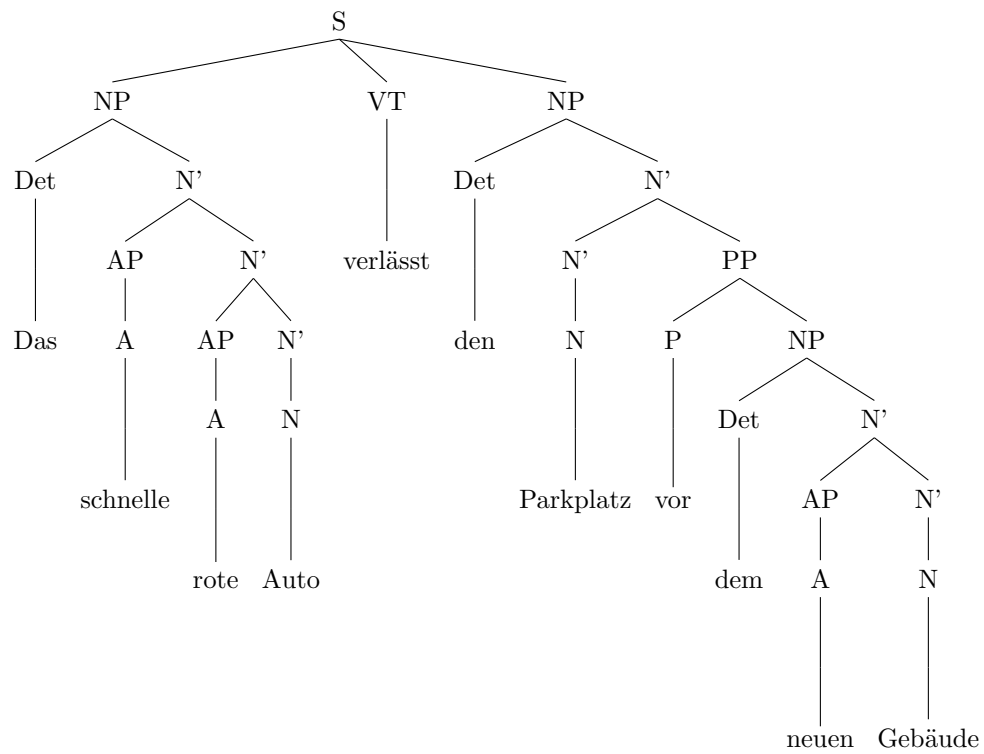 S
NP VT NP
Det N' Det N'
AP N' verlässt N' PP
Das A AP N' den N P NP
A N Det N'
schnelle Parkplatz vor AP N'
rote Auto dem A N
neuen Gebäude